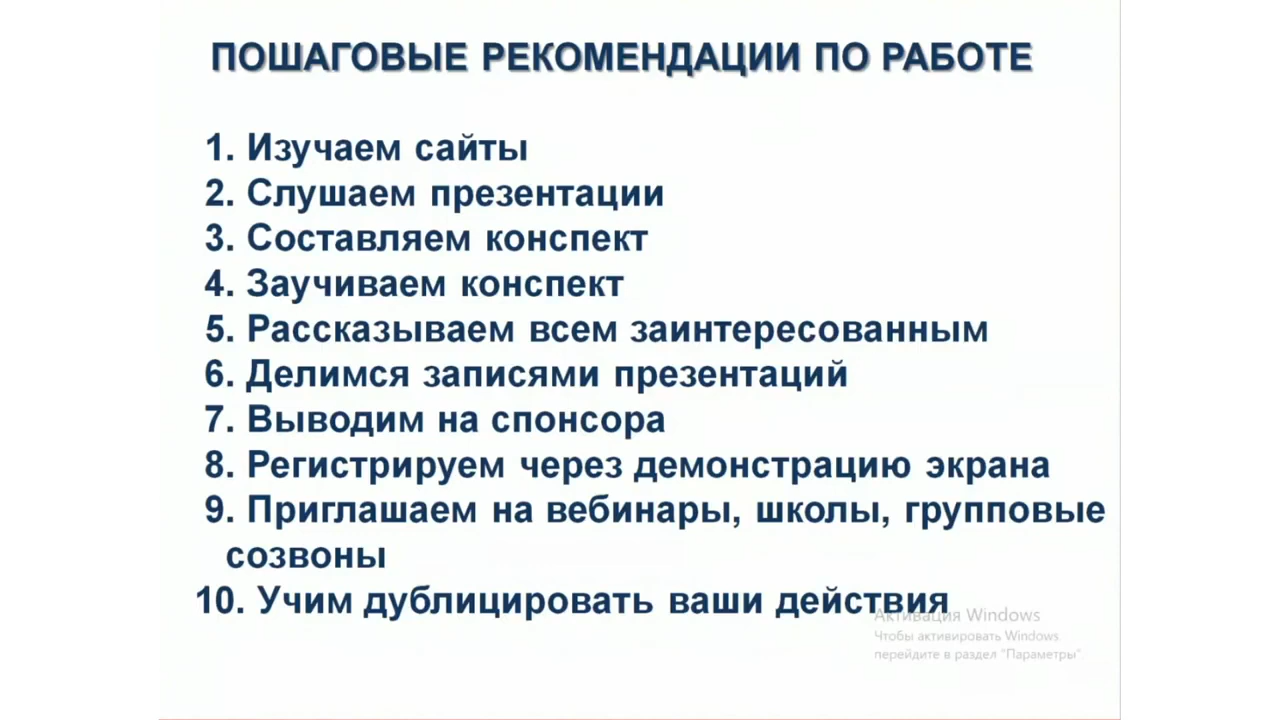 ПОШАГОВЫЕ РЕКОМЕНДАЦИИ ПО РАБОТЕ
1. Изучаем сайты
2. Слушаем презентации
3. Составляем конспект
4. Заучиваем конспект
5. Рассказываем всем заинтересованным
6. Делимся записями презентаций
7. Выводим на спонсора
8. Регистрируем через демонстрацию экрана
9. Приглашаем на вебинары, школы, групповые
созвоны
10. Учим дублицировать ваши действия
Активация Windows
Чтобы активировать Windows,
перейдите в раздел "Параметры".